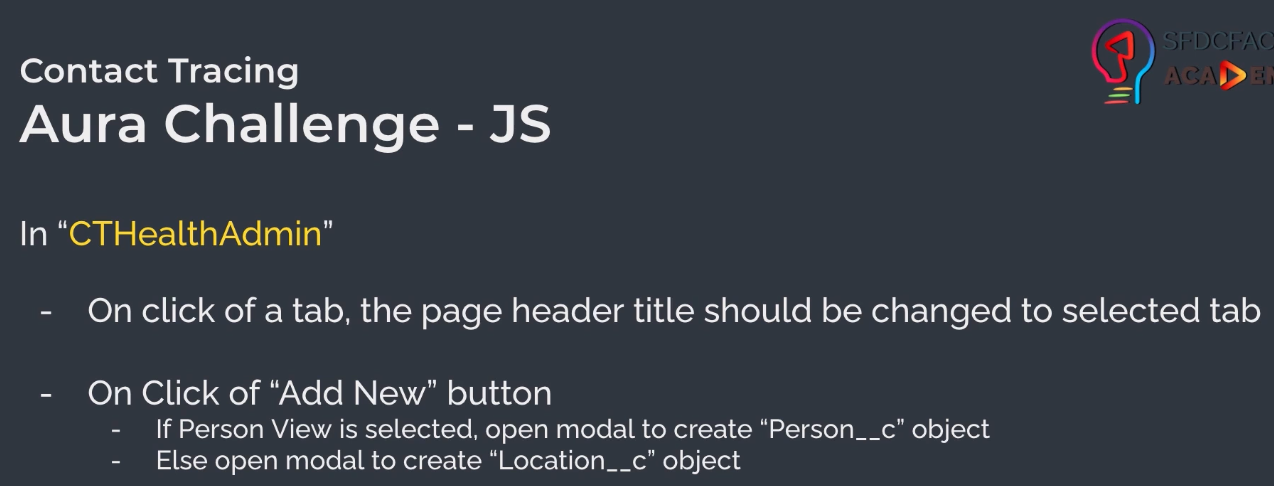 SFDCFAC
ACADEM
Contact Tracing
Aura Challenge - JS
In “CTHealthAdmin”
- On click of a tab, the page header title should be changed to selected tab
- On Click of “Add New” button
- If Person View is selected, open modal to create “Person__c” object
- Else open modal to create “Location__c” object